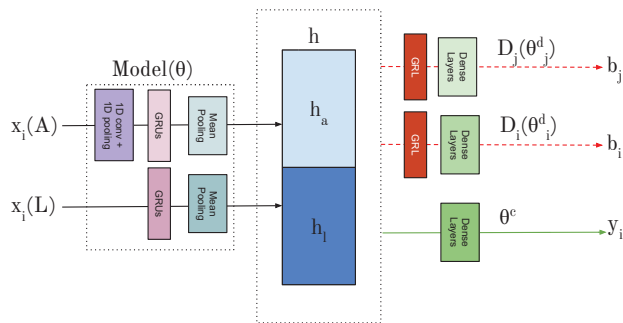 Model(θ)
x_i(A)
1D conv +
1D pooling
GRUs
Mean
Pooling
x_i(L)
GRUs
Mean
Pooling
h
h_a
h_l
GRL
Dense
Layers
D_j(θ^d_j)
b_j
GRL
Dense
Layers
D_i(θ^d_i)
b_i
Dense
Layers
θ^c
y_i